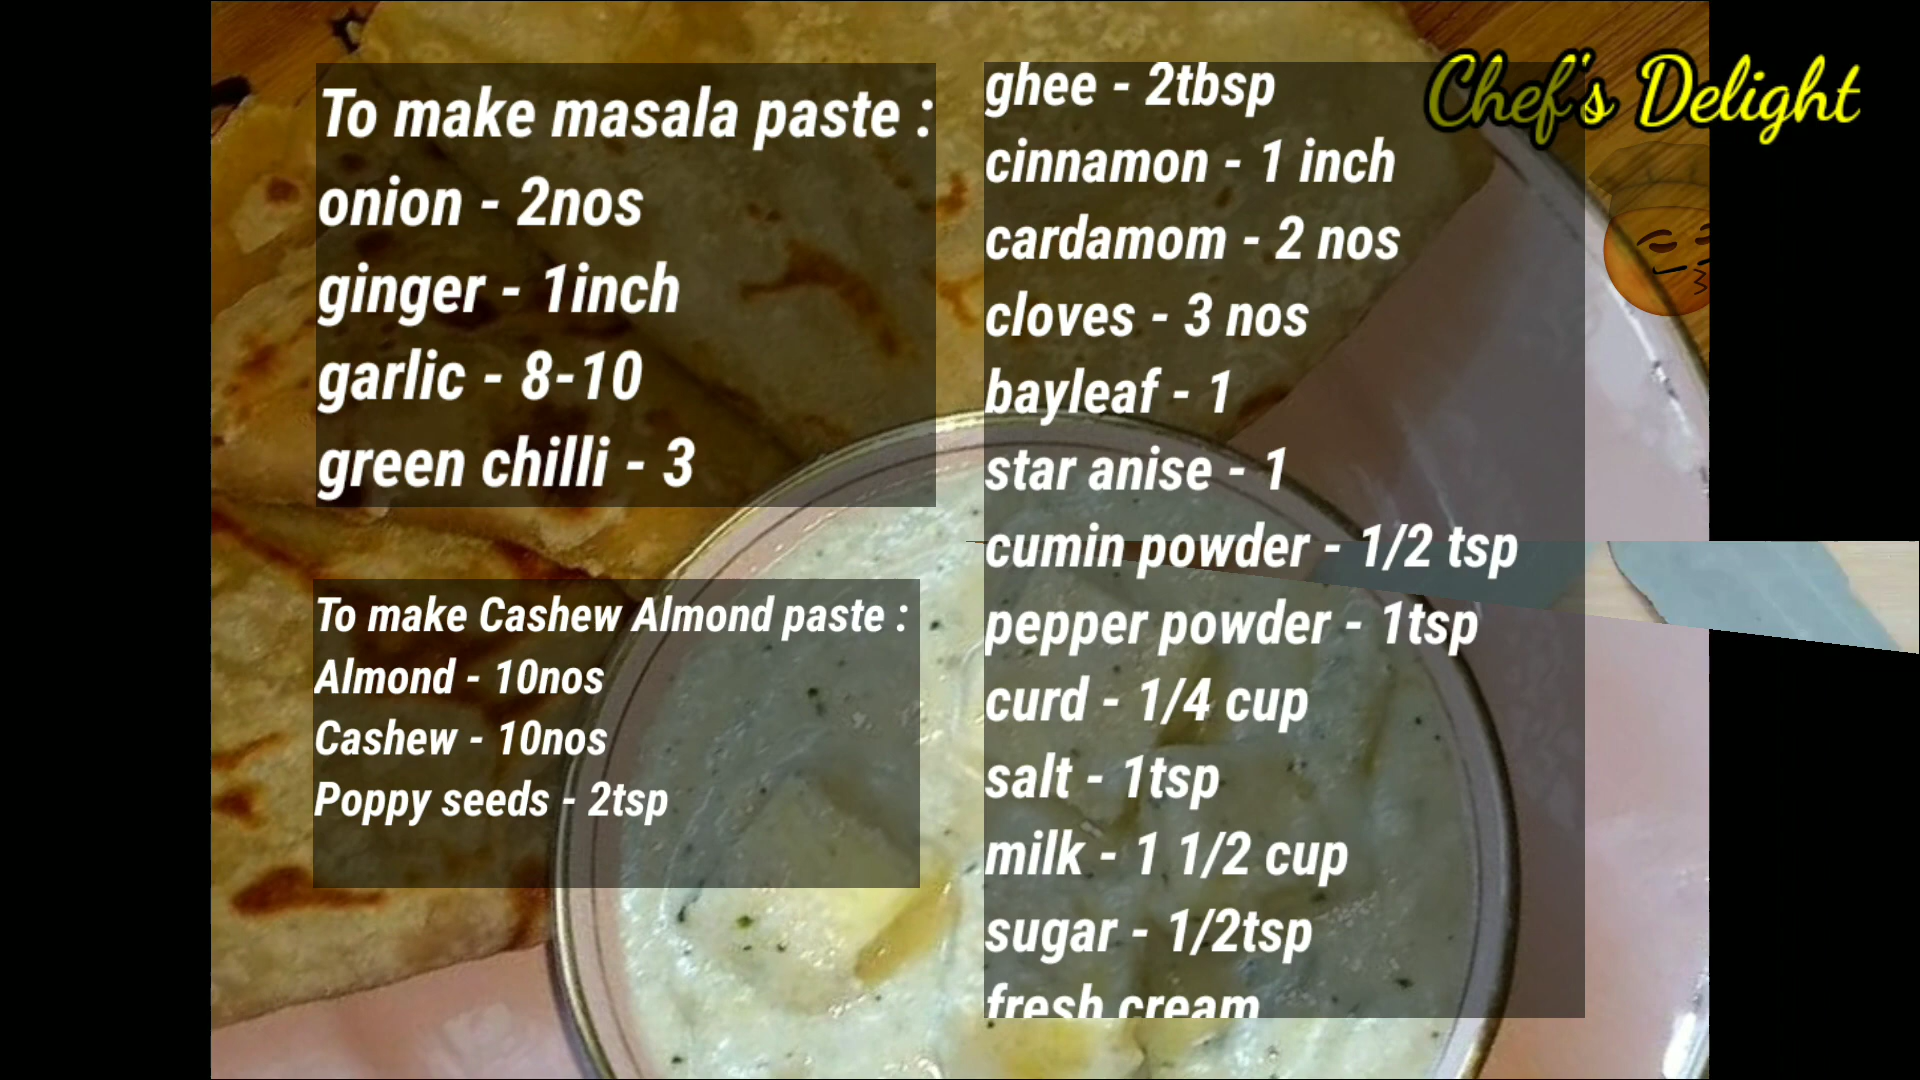 Chef's Delight
To make masala paste :
onion - 2nos
ginger - 1inch
garlic - 8-10
green chilli - 3
To make Cashew Almond paste :
Almond - 10nos
Cashew - 10nos
Poppy seeds - 2tsp
ghee - 2tbsp
cinnamon - 1 inch
cardamom - 2 nos
cloves - 3 nos
bayleaf - 1
star anise - 1
cumin powder - 1/2 tsp
pepper powder - 1tsp
curd - 1/4 cup
salt - 1tsp
milk - 1 1/2 cup
sugar - 1/2tsp
fresh cream